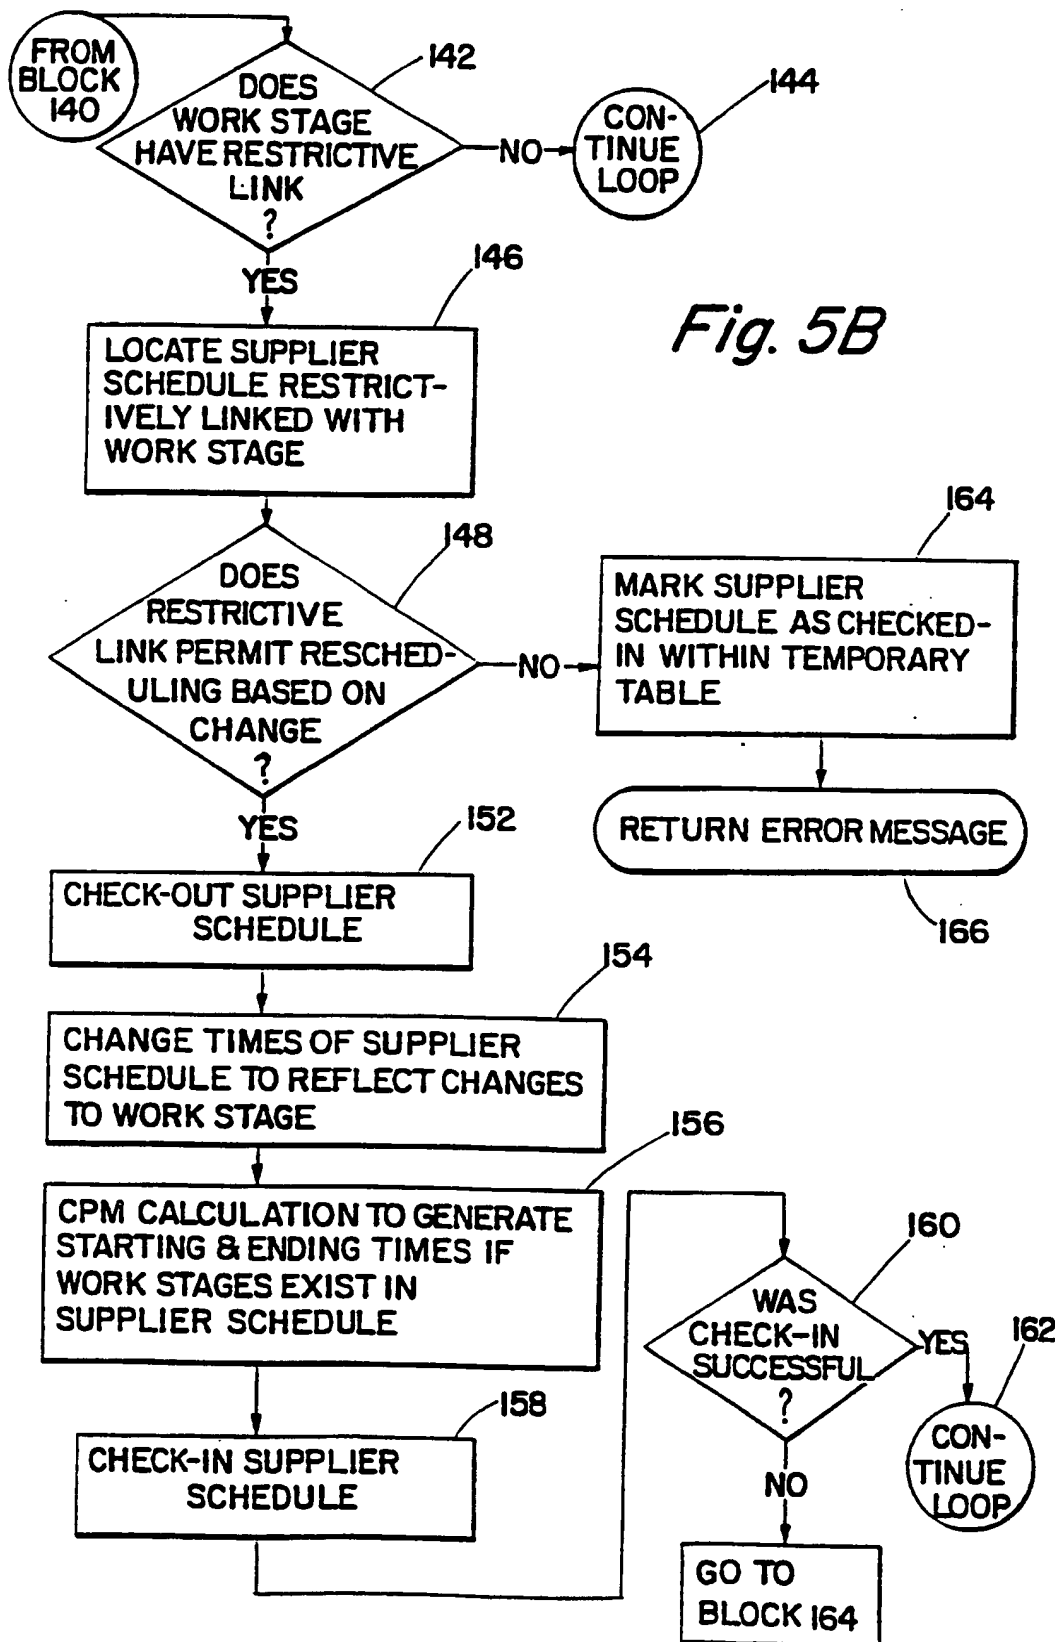 FROM
BLOCK
140
142
DOES
WORK STAGE
HAVE RESTRICTIVE
LINK
?
NO
144
CON-
TINUE
LOOP
YES
146
Fig. 5B
LOCATE SUPPLIER
SCHEDULE RESTRICT-
IVELY LINKED WITH
WORK STAGE
148
DOES
RESTRICTIVE
LINK PERMIT RESCHED-
ULING BASED ON
CHANGE
?
NO
164
MARK SUPPLIER
SCHEDULE AS CHECKED-
IN WITHIN TEMPORARY
TABLE
RETURN ERROR MESSAGE
166
YES
152
CHECK-OUT SUPPLIER
SCHEDULE
154
CHANGE TIMES OF SUPPLIER
SCHEDULE TO REFLECT CHANGES
TO WORK STAGE
156
CPM CALCULATION TO GENERATE
STARTING & ENDING TIMES IF
WORK STAGES EXIST IN
SUPPLIER SCHEDULE
158
CHECK-IN SUPPLIER
SCHEDULE
160
WAS
CHECK-IN
SUCCESSFUL
?
YES
162
CON-
TINUE
LOOP
NO
GO TO
BLOCK 164